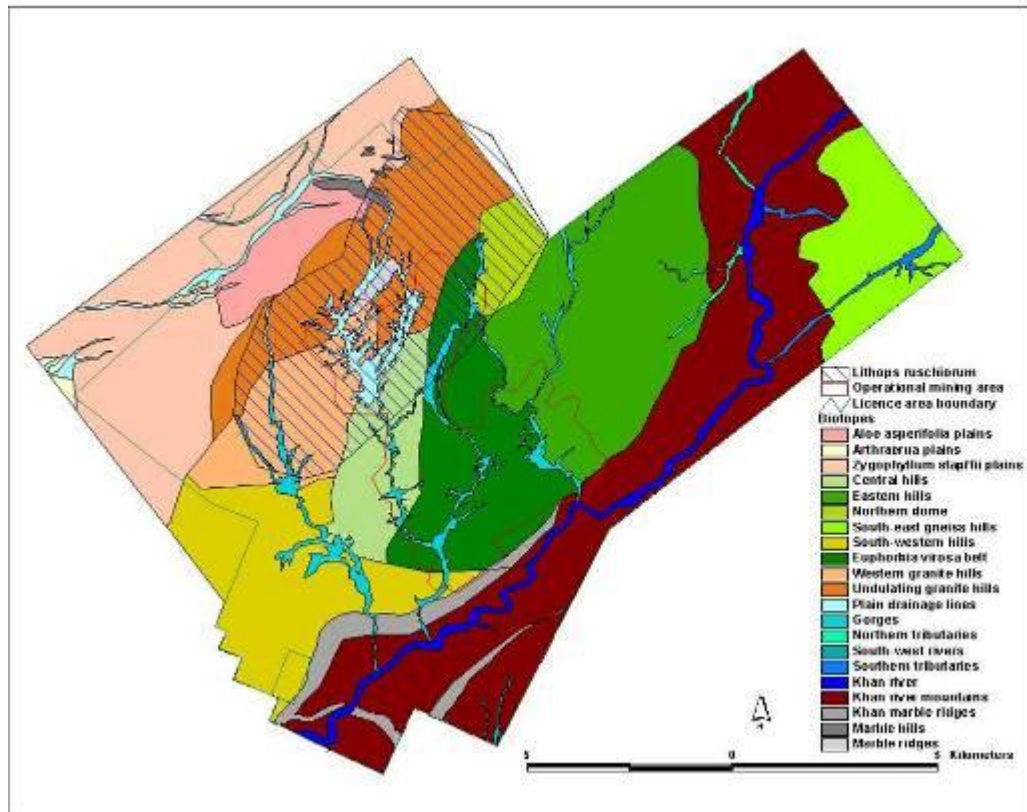 Lithops ruschiorum
Operational mining area
Licence area boundary
Biotopes
Aloe asperifolia plains
Arthraerua plains
Zygophyllum stapffii plains
Central hills
Eastern hills
Northern dome
South-east gneiss hills
South-western hills
Euphorbia virosa belt
Western granite hills
Undulating granite hills
Plain drainage lines
Gorges
Northern tributaries
South-west rivers
Southern tributaries
Khan river
Khan river mountains
Khan marble ridges
Marble hills
Marble ridges
5 0 5 Kilometers